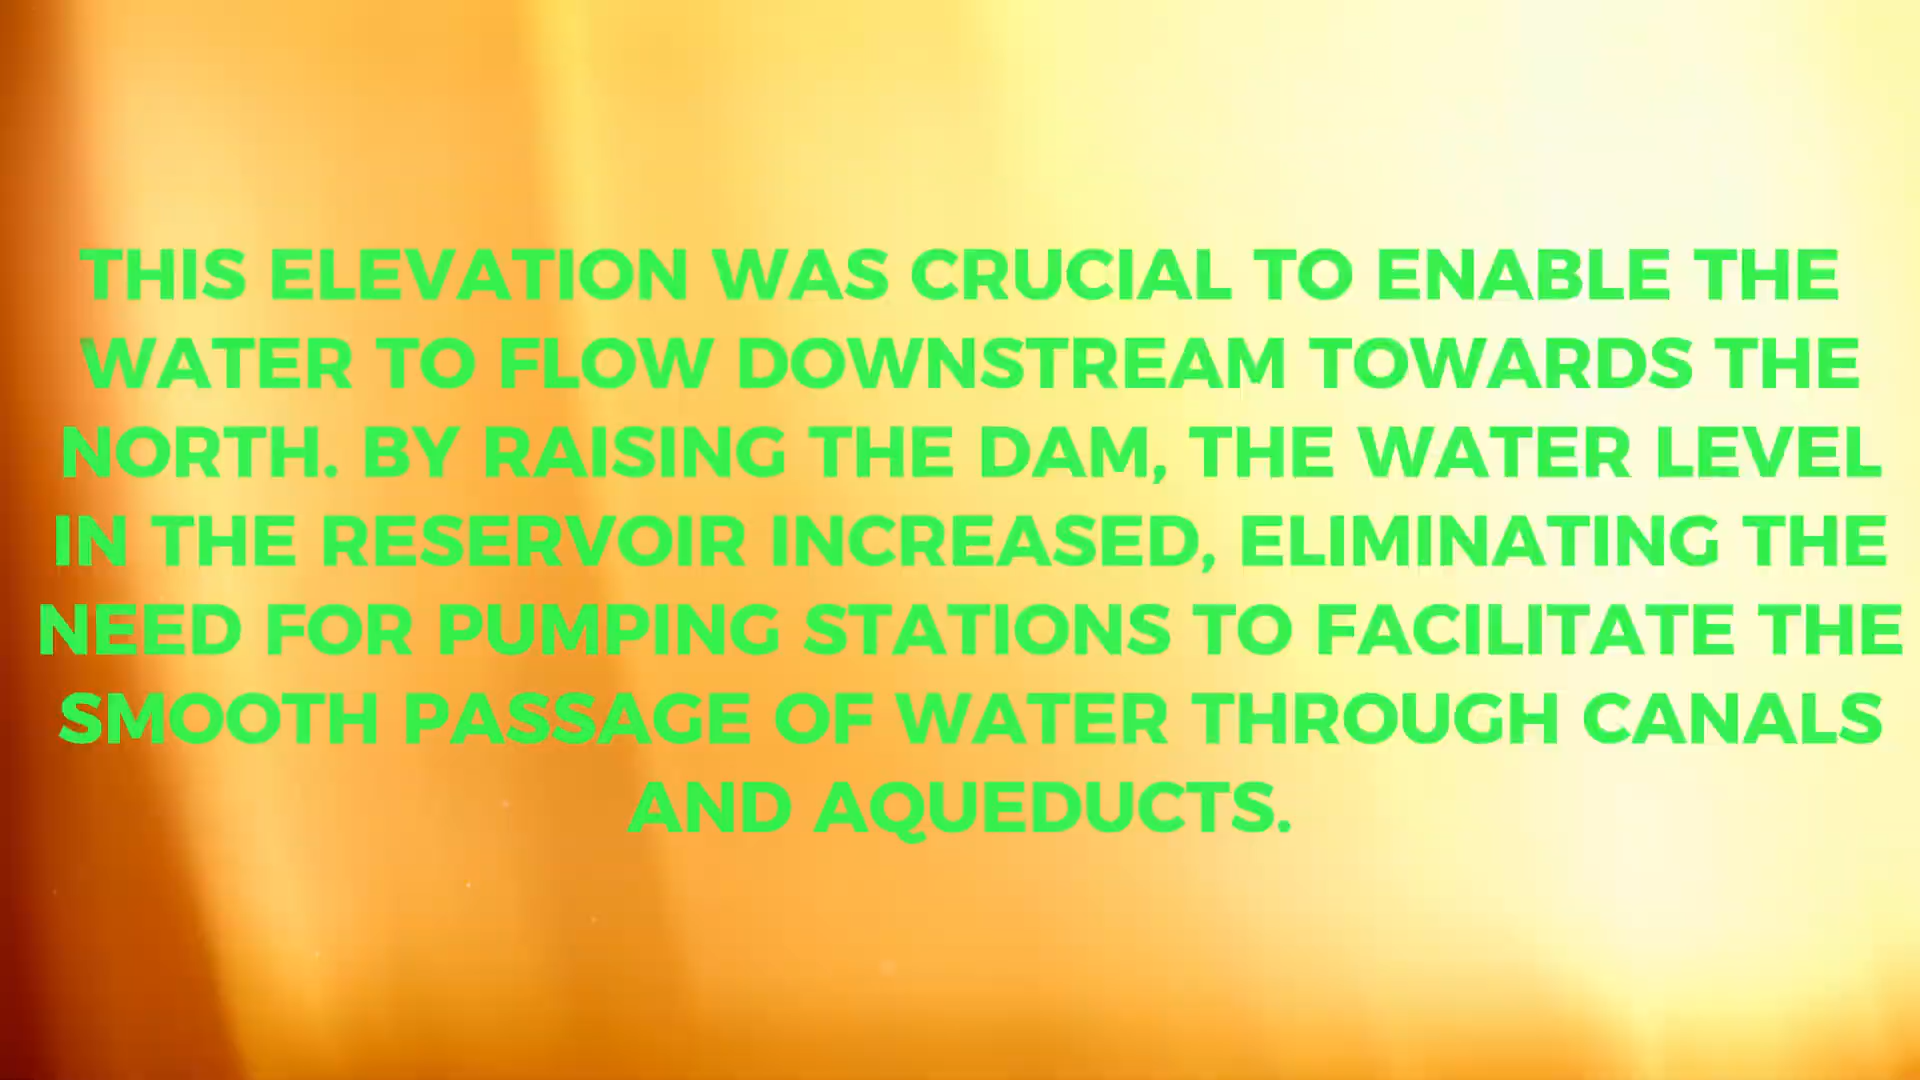 THIS ELEVATION WAS CRUCIAL TO ENABLE THE
WATER TO FLOW DOWNSTREAM TOWARDS THE
NORTH. BY RAISING THE DAM, THE WATER LEVEL
IN THE RESERVOIR INCREASED, ELIMINATING THE
NEED FOR PUMPING STATIONS TO FACILITATE THE
SMOOTH PASSAGE OF WATER THROUGH CANALS
AND AQUEDUCTS.